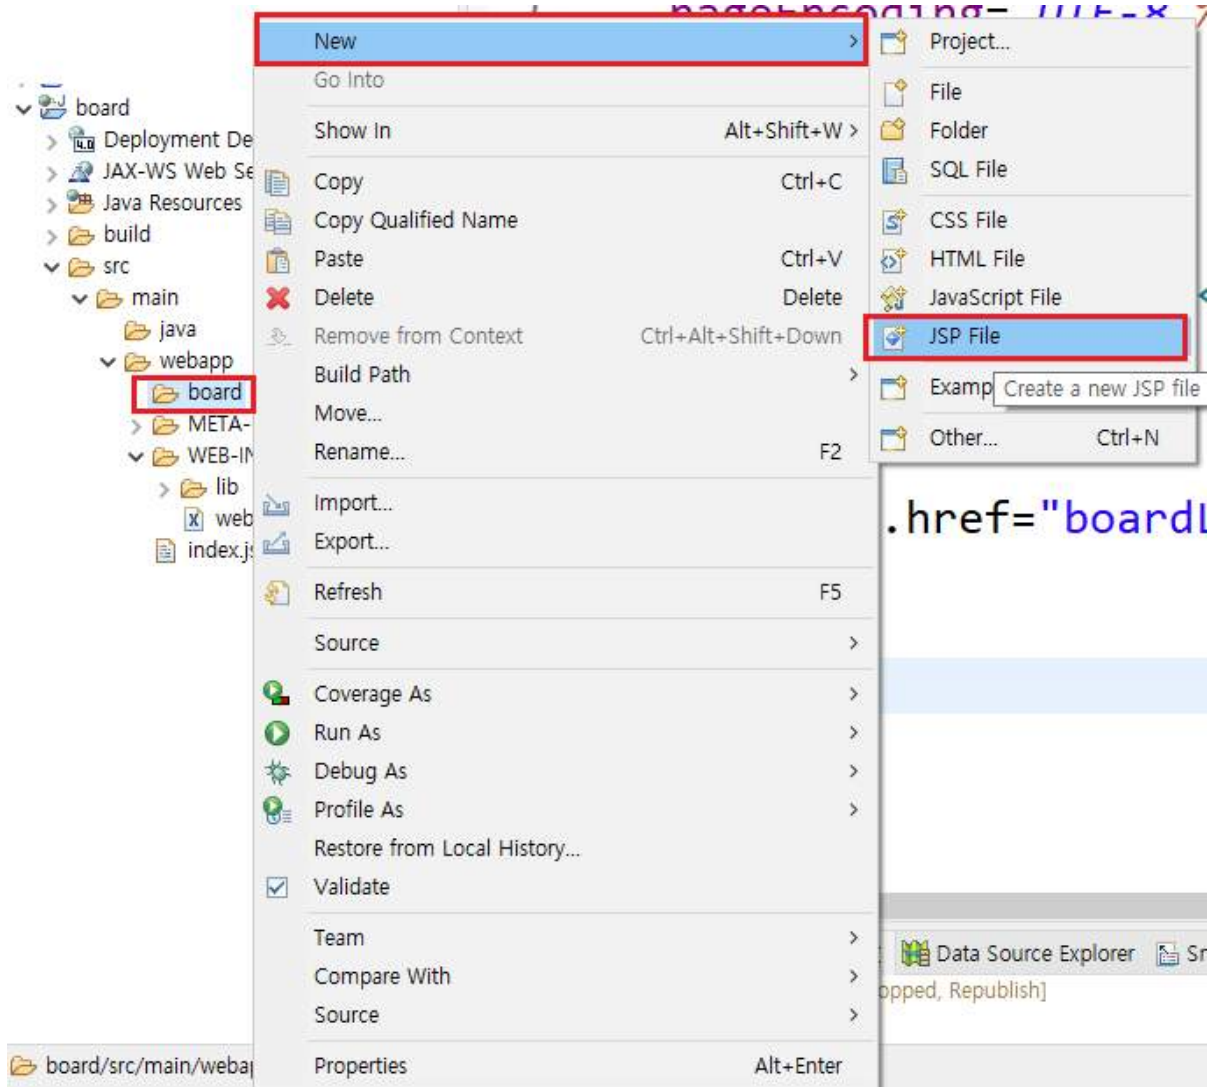 pageEncoding="UTF-8"
board
Deployment De
JAX-WS Web Se
Java Resources
build
src
main
java
webapp
board
META-
WEB-IN
lib
web
index.js
New
Go Into
Show In Alt+Shift+W
Copy Ctrl+C
Copy Qualified Name
Paste Ctrl+V
Delete Delete
Remove from Context Ctrl+Alt+Shift+Down
Build Path
Move...
Rename... F2
Import...
Export...
Refresh F5
Source
Coverage As
Run As
Debug As
Profile As
Restore from Local History...
Validate
Team
Compare With
Source
Properties Alt+Enter
Project...
File
Folder
SQL File
CSS File
HTML File
JavaScript File
JSP File
Examp
Create a new JSP file
Other... Ctrl+N
.href="boardL
Data Source Explorer Sn
opped, Republish]
board/src/main/webap